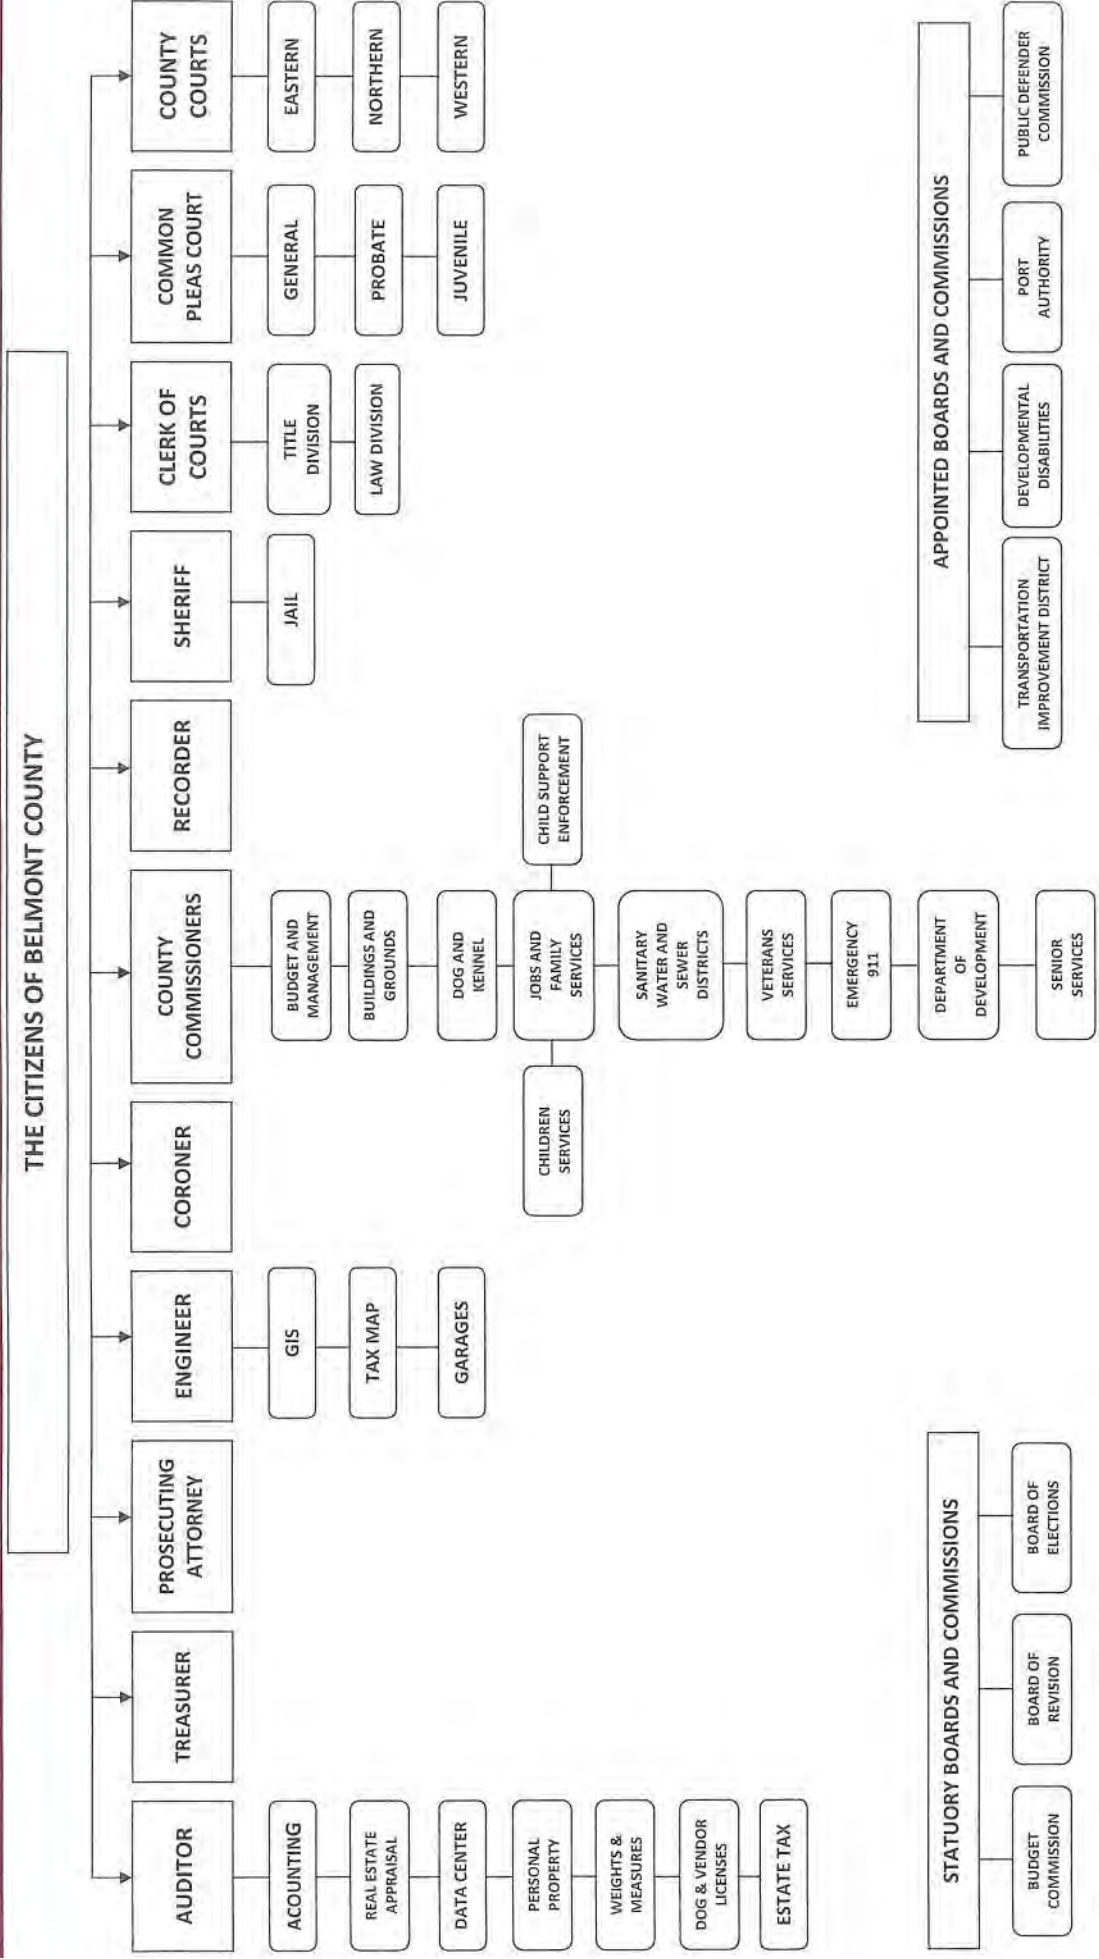 THE CITIZENS OF BELMONT COUNTY
AUDITOR
ACOUNTING
REAL ESTATE
APPRAISAL
DATA CENTER
PERSONAL
PROPERTY
WEIGHTS &
MEASURES
DOG & VENDOR
LICENSES
ESTATE TAX
TREASURER
PROSECUTING
ATTORNEY
ENGINEER
GIS
TAX MAP
GARAGES
CORONER
COUNTY
COMMISSIONERS
BUDGET AND
MANAGEMENT
BUILDINGS AND
GROUNDS
DOG AND
KENNEL
CHILDREN
SERVICES
JOBS AND
FAMILY
SERVICES
CHILD SUPPORT
ENFORCEMENT
SANITARY
WATER AND
SEWER
DISTRICTS
VETERANS
SERVICES
EMERGENCY
911
DEPARTMENT
OF
DEVELOPMENT
SENIOR
SERVICES
RECORDER
SHERIFF
JAIL
CLERK OF
COURTS
TITLE
DIVISION
LAW DIVISION
COMMON
PLEAS COURT
GENERAL
PROBATE
JUVENILE
COUNTY
COURTS
EASTERN
NORTHERN
WESTERN
STATUORY BOARDS AND COMMISSIONS
BUDGET
COMMISSION
BOARD OF
REVISION
BOARD OF
ELECTIONS
APPOINTED BOARDS AND COMMISSIONS
TRANSPORTATION
IMPROVEMENT DISTRICT
DEVELOPMENTAL
DISABILITIES
PORT
AUTHORITY
PUBLIC DEFENDER
COMMISSION